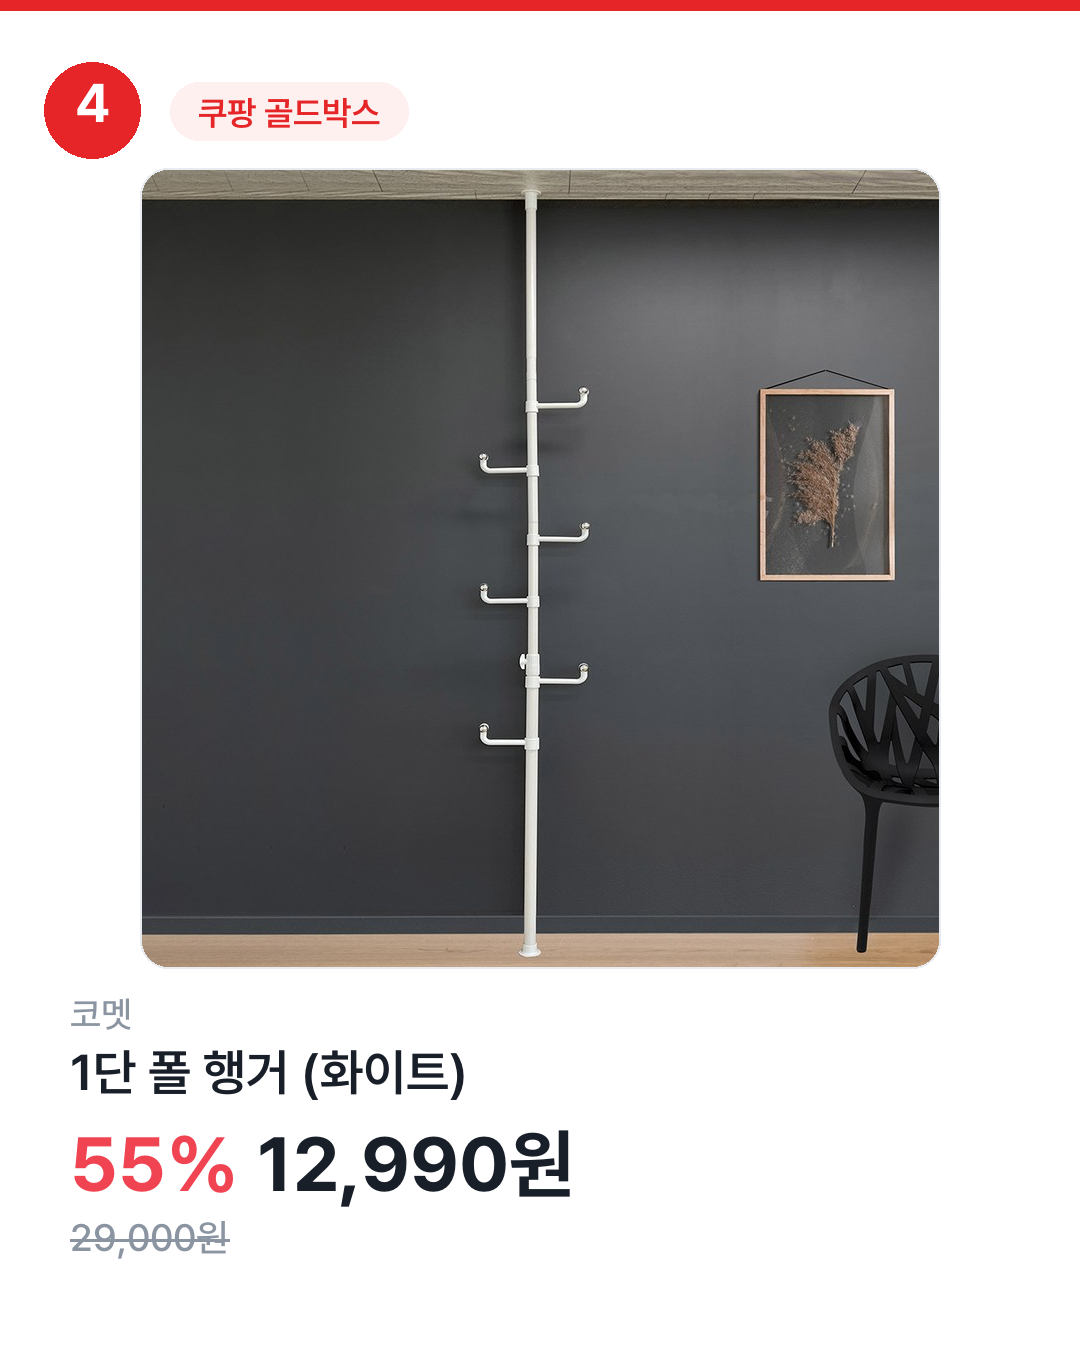 4
쿠팡 골드박스
코멧
1단 폴 행거 (화이트)
55% 12,990원
29,000원